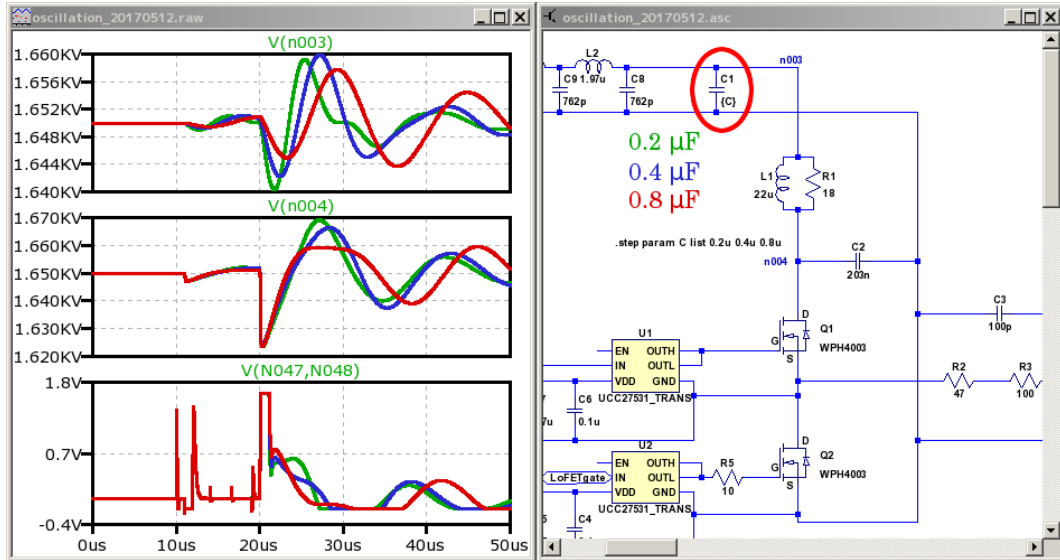 oscillation_20170512.raw
V(n003)
1.660KV
1.656KV
1.652KV
1.648KV
1.644KV
1.640KV
V(n004)
1.670KV
1.660KV
1.650KV
1.640KV
1.630KV
1.620KV
V(N047,N048)
1.8V
0.7V
-0.4V
0us 10us 20us 30us 40us 50us
oscillation_20170512.asc
L2
n003
C9 1.97u C8 C1
762p 762p {C}
0.2 µF
0.4 µF
0.8 µF
L1 R1
22u 18
.step param C list 0.2u 0.4u 0.8u
C2
n004
203n
C3
100p
D
U1 Q1
EN OUTH G WPH4003
IN OUTL S
VDD GND R2 R3
UCC27531_TRANS 47 100
C6
7u 0.1u
U2 D
EN OUTH R5 Q2
LoFETgate IN OUTL G WPH4003
VDD GND 10 S
UCC27531_TRANS
C4